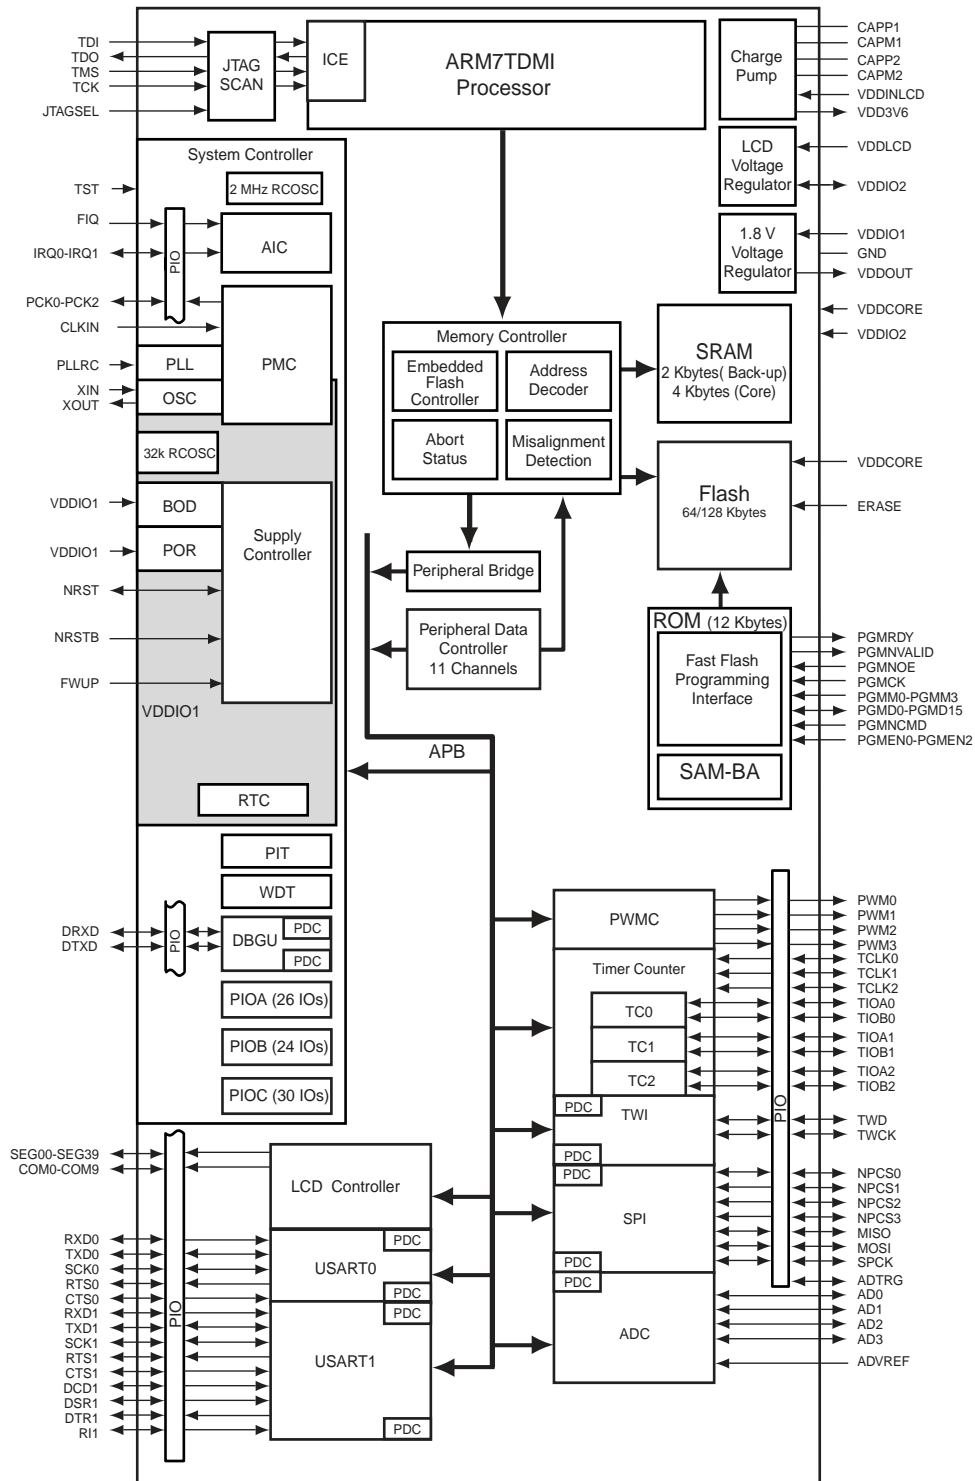 TDI
TDO
TMS
TCK
JTAGSEL
JTAG
SCAN
ICE
ARM7TDMI
Processor
Charge
Pump
CAPP1
CAPM1
CAPP2
CAPM2
VDDINLCD
VDD3V6
LCD
Voltage
Regulator
VDDLCD
VDDIO2
1.8 V
Voltage
Regulator
VDDIO1
GND
VDDOUT
VDDCORE
VDDIO2
System Controller
2 MHz RCOSC
TST
FIQ
IRQ0-IRQ1
PIO
AIC
PCK0-PCK2
CLKIN
PMC
PLLRC
PLL
XIN
XOUT
OSC
32k RCOSC
VDDIO1
BOD
Supply
Controller
VDDIO1
POR
NRST
NRSTB
FWUP
VDDIO1
RTC
Memory Controller
Embedded
Flash
Controller
Address
Decoder
Abort
Status
Misalignment
Detection
SRAM
2 Kbytes( Back-up)
4 Kbytes (Core)
Flash
64/128 Kbytes
VDDCORE
ERASE
Peripheral Bridge
Peripheral Data
Controller
11 Channels
ROM (12 Kbytes)
Fast Flash
Programming
Interface
SAM-BA
PGMRDY
PGMNVALID
PGMNOE
PGMCK
PGMM0-PGMM3
PGMD0-PGMD15
PGMNCMD
PGMEN0-PGMEN2
APB
PIT
WDT
DRXD
DTXD
PIO
DBGU
PDC
PDC
PIOA (26 IOs)
PIOB (24 IOs)
PIOC (30 IOs)
PWMC
Timer Counter
TC0
TC1
TC2
PDC
TWI
PDC
PDC
SPI
PDC
PDC
ADC
PIO
PWM0
PWM1
PWM2
PWM3
TCLK0
TCLK1
TCLK2
TIOA0
TIOB0
TIOA1
TIOB1
TIOA2
TIOB2
TWD
TWCK
NPCS0
NPCS1
NPCS2
NPCS3
MISO
MOSI
SPCK
ADTRG
AD0
AD1
AD2
AD3
ADVREF
SEG00-SEG39
COM0-COM9
RXD0
TXD0
SCK0
RTS0
CTS0
RXD1
TXD1
SCK1
RTS1
CTS1
DCD1
DSR1
DTR1
RI1
PIO
LCD Controller
PDC
USART0
PDC
PDC
USART1
PDC